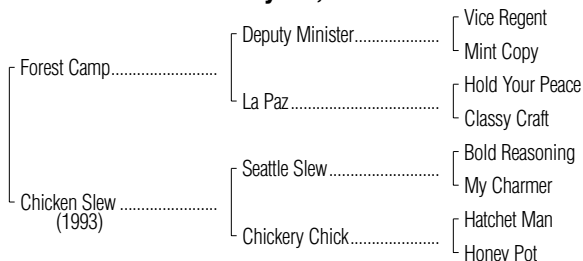 Vice Regent
Deputy Minister....................
Mint Copy
Forest Camp.........................
Hold Your Peace
La Paz...................................
Classy Craft
Bold Reasoning
Seattle Slew..........................
My Charmer
Chicken Slew .......................
(1993)
Hatchet Man
Chickery Chick.....................
Honey Pot